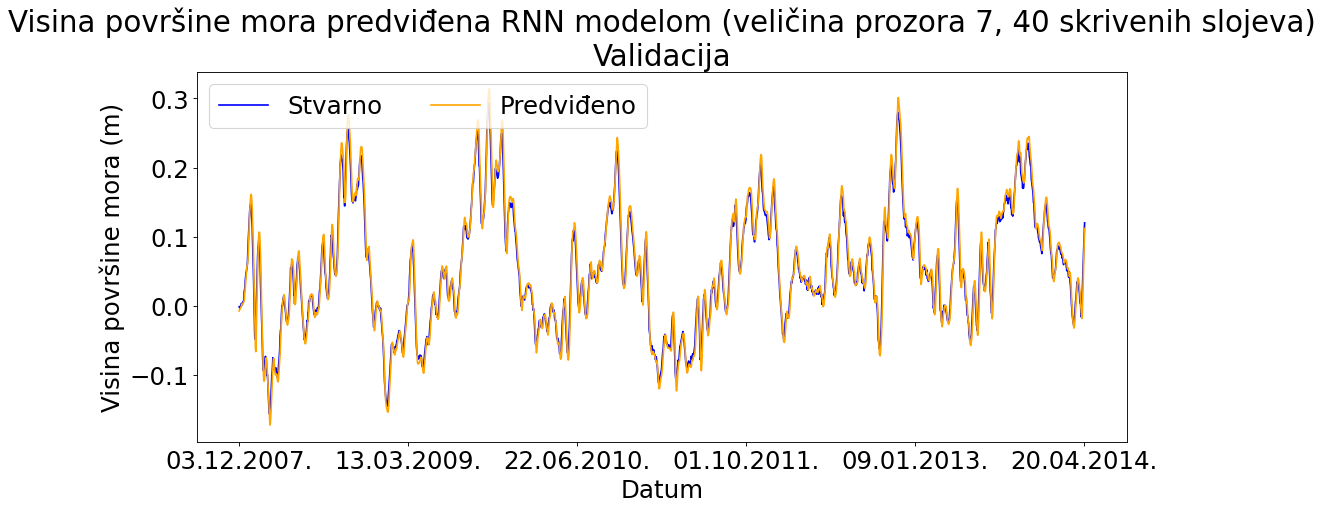 Visina površine mora predviđena RNN modelom (veličina prozora 7, 40 skrivenih slojeva)
Validacija
Stvarno Predviđeno
Visina površine mora (m)
0.3
0.2
0.1
0.0
−0.1
03.12.2007. 13.03.2009. 22.06.2010. 01.10.2011. 09.01.2013. 20.04.2014.
Datum